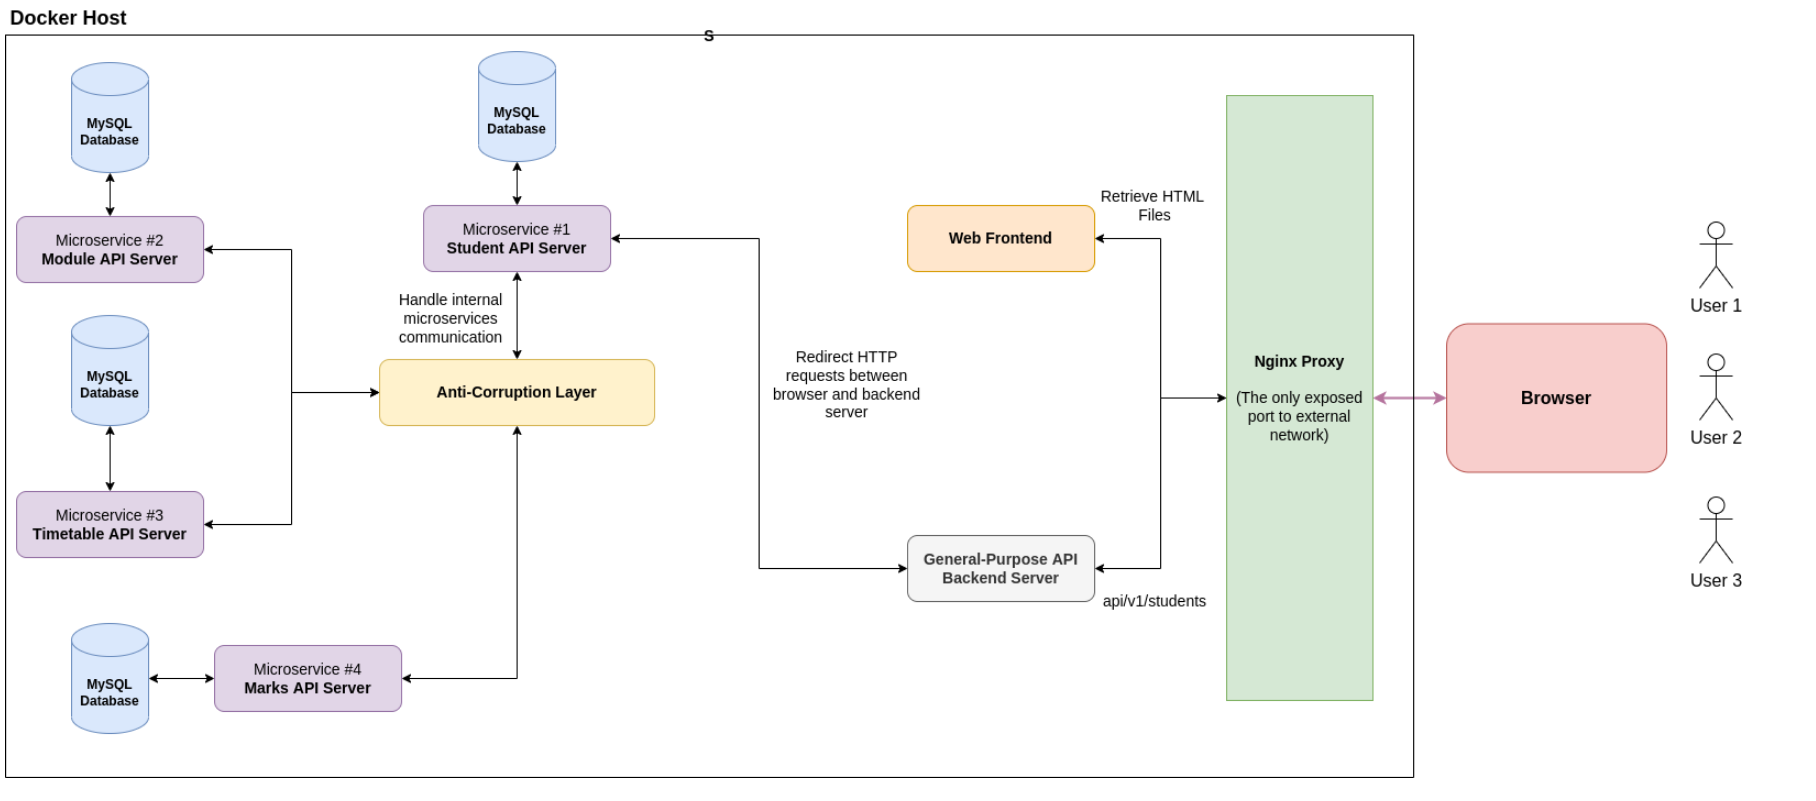 Docker Host
S
MySQL
Database
MySQL
Database
Microservice #2
Module API Server
Microservice #1
Student API Server
Handle internal
microservices
communication
MySQL
Database
Anti-Corruption Layer
Microservice #3
Timetable API Server
MySQL
Database
Microservice #4
Marks API Server
Redirect HTTP
requests between
browser and backend
server
Web Frontend
Retrieve HTML
Files
General-Purpose API
Backend Server
api/v1/students
Nginx Proxy
(The only exposed
port to external
network)
Browser
User 1
User 2
User 3